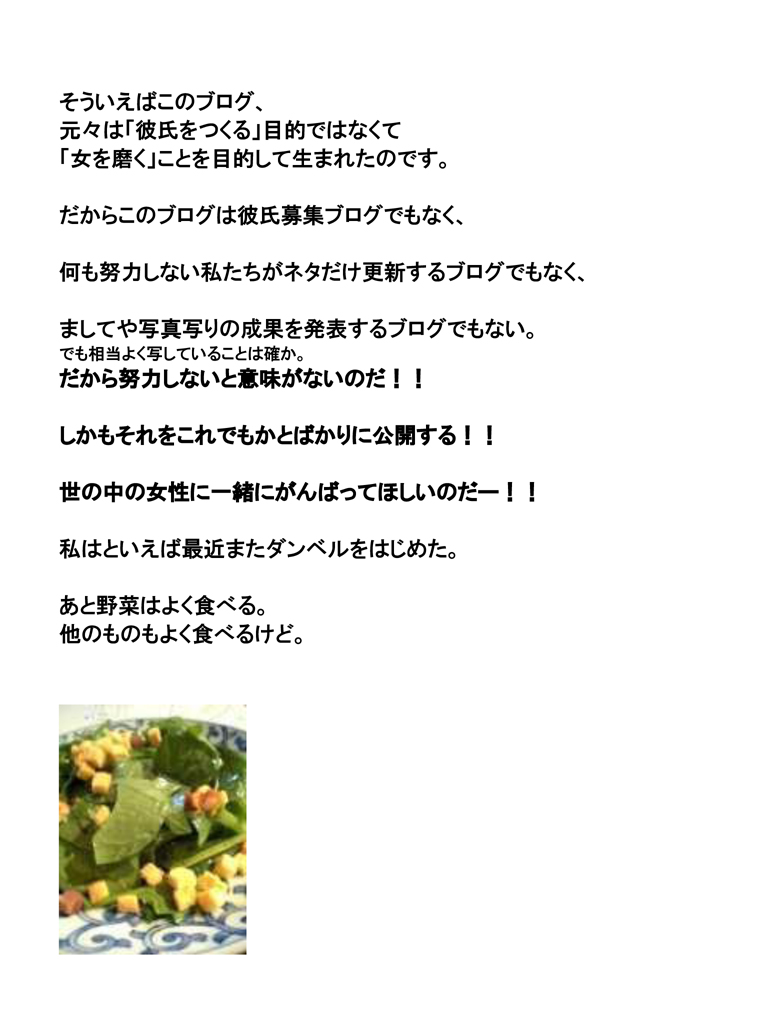 そういえばこのブログ、
元々は「彼氏をつくる」目的ではなくて
「女を磨く」ことを目的して生まれたのです。
だからこのブログは彼氏募集ブログでもなく、
何も努力しない私たちがネタだけ更新するブログでもなく、
ましてや写真写りの成果を発表するブログでもない。
でも相当よく写していることは確か。
だから努力しないと意味がないのだ！！
しかもそれをこれでもかとばかりに公開する！！
世の中の女性に一緒にがんばってほしいのだー！！
私はといえば最近またダンベルをはじめた。
あと野菜はよく食べる。
他のものもよく食べるけど。